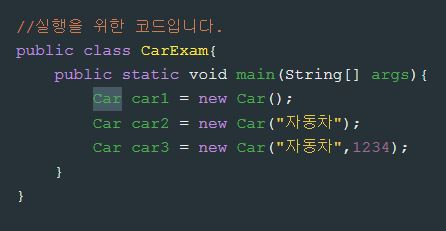 //실행을 위한 코드입니다.
public class CarExam{
    public static void main(String[] args){
        Car car1 = new Car();
        Car car2 = new Car("자동차");
        Car car3 = new Car("자동차",1234);
    }
}